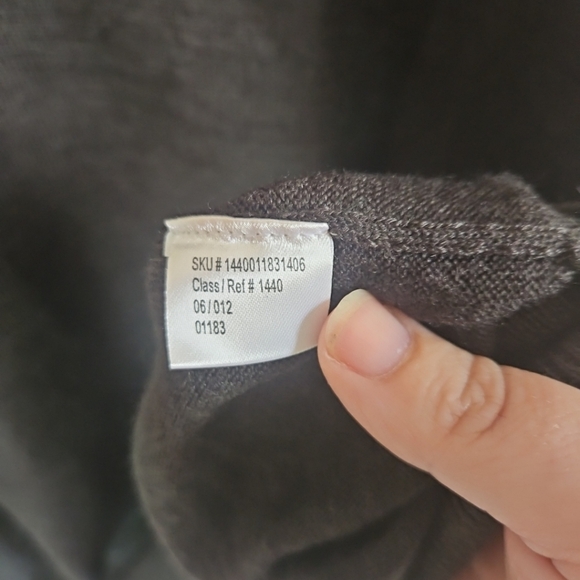 SKU # 1440011831406
Class / Ref # 1440
06 / 012
01183